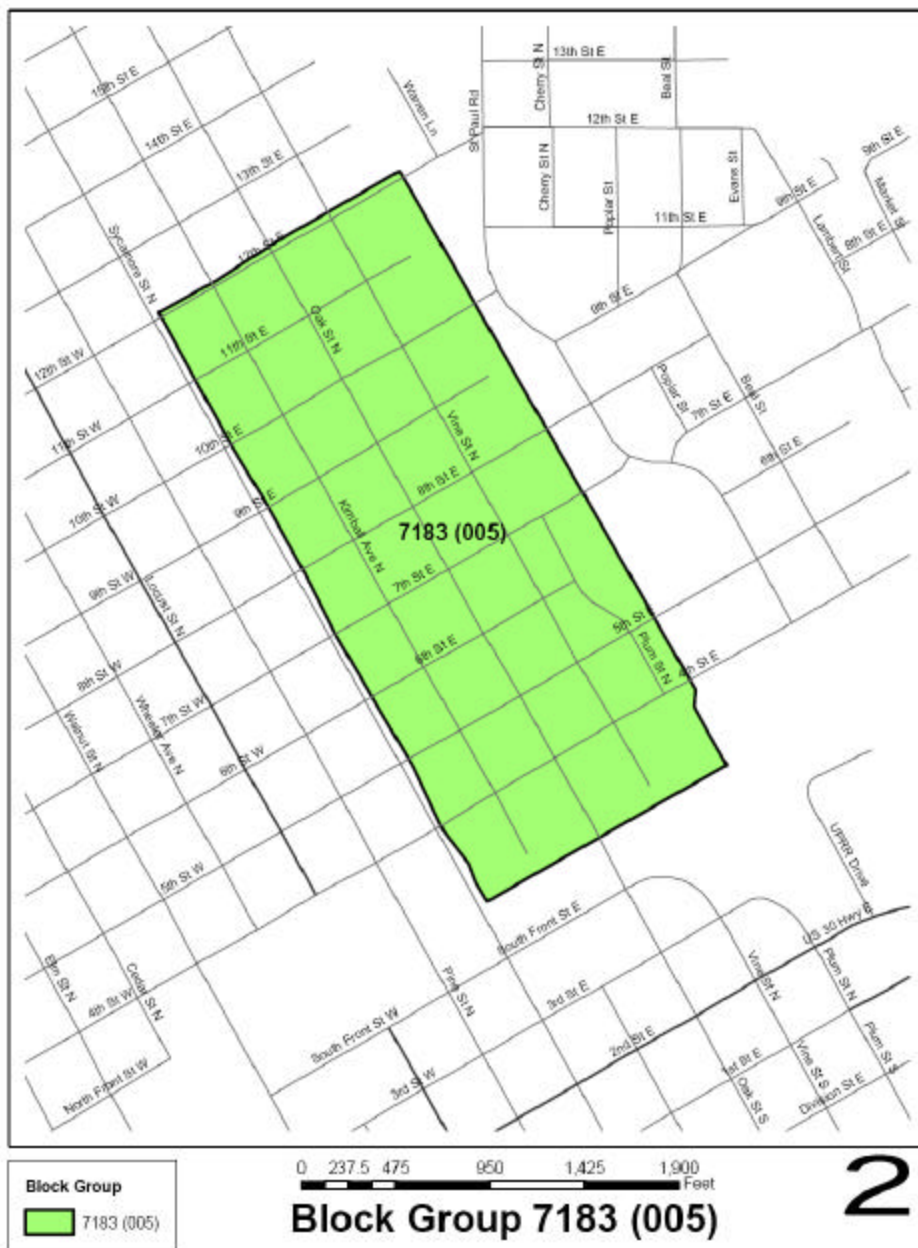 13th St E
Cherry St N
Beal St
15th St E
Warren Ln
St Paul Rd
12th St E
14th St E
9th St E
13th St E
Cherry St N
Poplar St
Evans St
Market St
9th St E
11th St E
Lambert St
8th St E
Sycamore St N
12th St E
9th St E
Oak St N
11th St E
12th St W
Poplar St
Beal St
7th St E
11th St W
10th St E
Vine St N
6th St E
8th St E
10th St W
9th St E
Kimball Ave N
7183 (005)
9th St W
Locust St N
7th St E
8th St W
6th St E
5th St
Plum St N
4th St E
Walnut St N
Wheeler Ave N
7th St W
6th St W
UPRR Drive
5th St W
South Front St E
US 30 Hwy
Elm St N
Cedar St N
4th St W
Pine St N
3rd St E
Vine St N
Plum St N
South Front St W
2nd St E
North Front St W
3rd St W
1st St E
Vine St S
Plum St S
Oak St S
Division St E
Block Group
7183 (005)
0 237.5 475 950 1,425 1,900
Feet
Block Group 7183 (005)
2